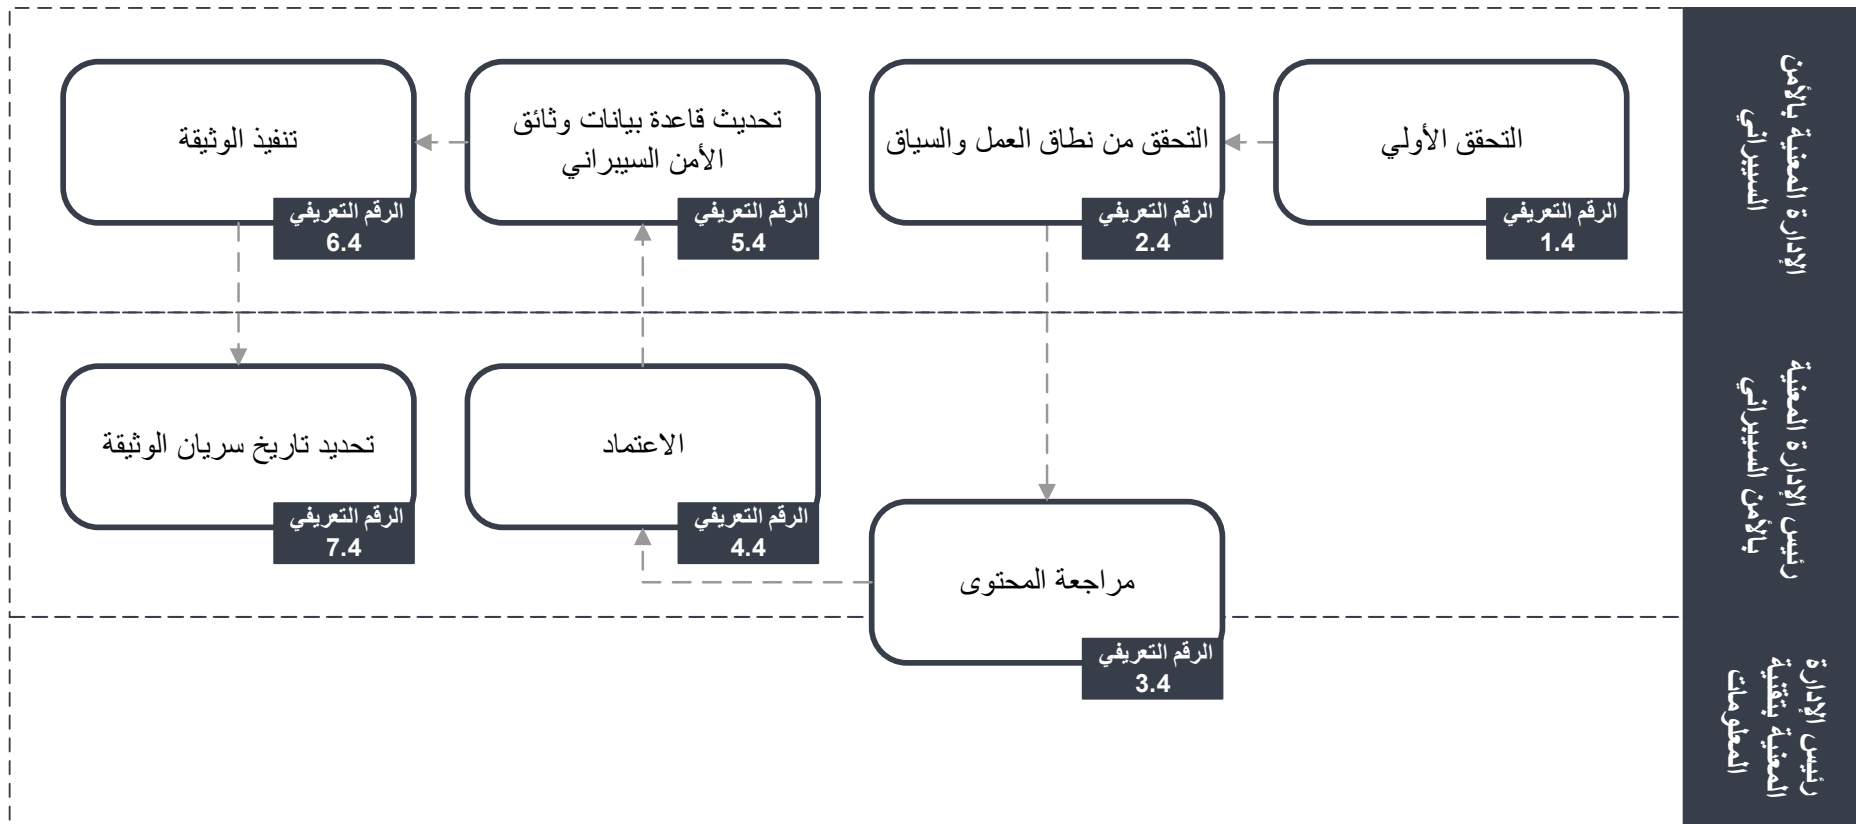 الإدارة المعنية بالأمن
السيبراني
التحقق الأولي
الرقم التعريفي
1.4
التحقق من نطاق العمل والسياق
الرقم التعريفي
2.4
تحديث قاعدة بيانات وثائق
الأمن السيبراني
الرقم التعريفي
5.4
تنفيذ الوثيقة
الرقم التعريفي
6.4
رئيس الإدارة المعنية
بالأمن السيبراني
الاعتماد
الرقم التعريفي
4.4
تحديد تاريخ سريان الوثيقة
الرقم التعريفي
7.4
مراجعة المحتوى
الرقم التعريفي
3.4
رئيس الإدارة
المعنية بتقنية
المعلومات